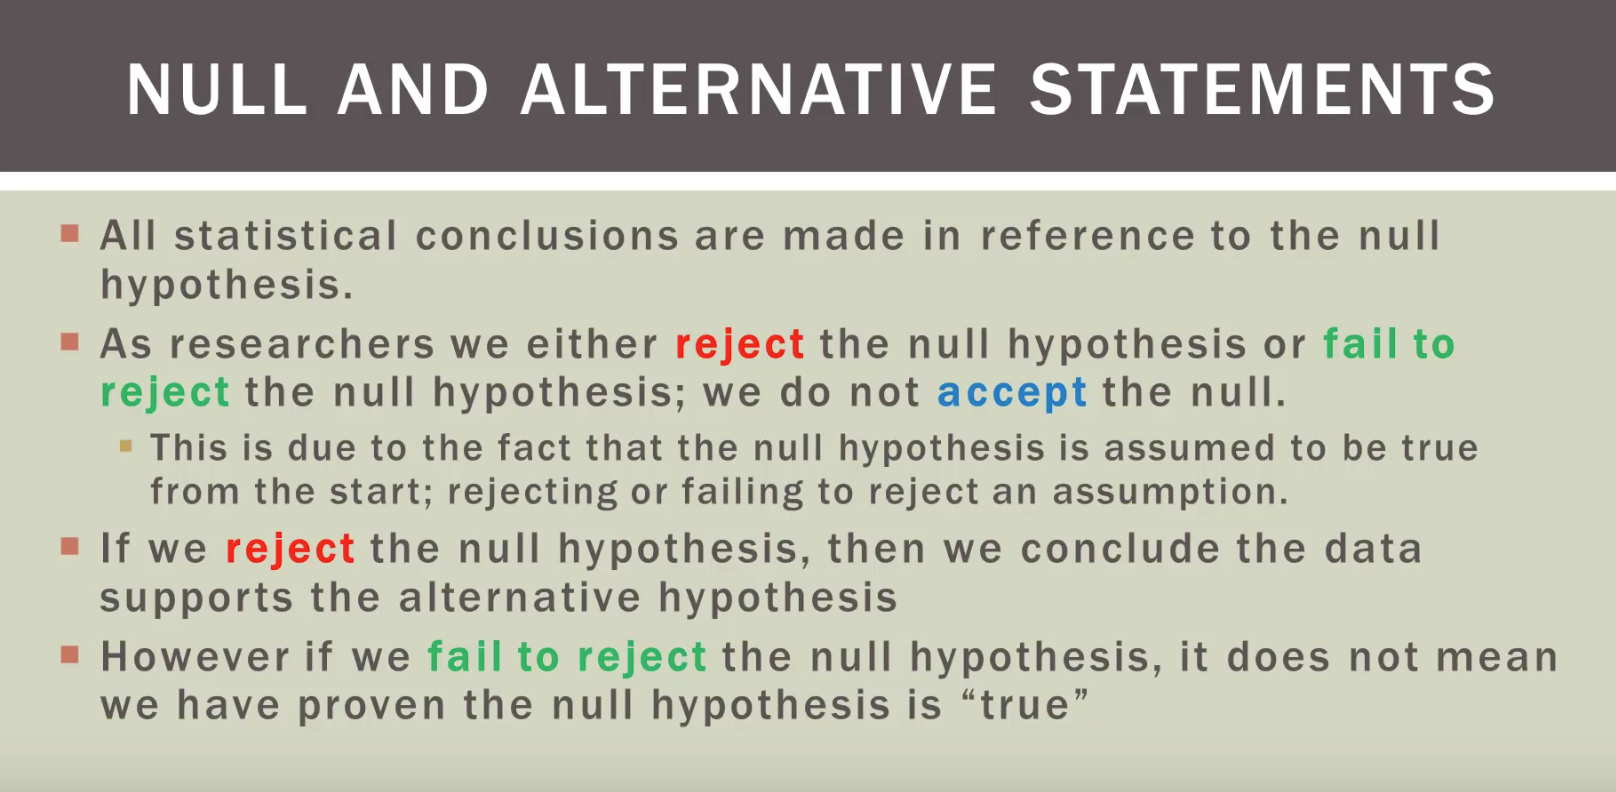 NULL AND ALTERNATIVE STATEMENTS
All statistical conclusions are made in reference to the null
hypothesis.
As researchers we either reject the null hypothesis or fail to
reject the null hypothesis; we do not accept the null.
This is due to the fact that the null hypothesis is assumed to be true
from the start; rejecting or failing to reject an assumption.
If we reject the null hypothesis, then we conclude the data
supports the alternative hypothesis
However if we fail to reject the null hypothesis, it does not mean
we have proven the null hypothesis is “true”